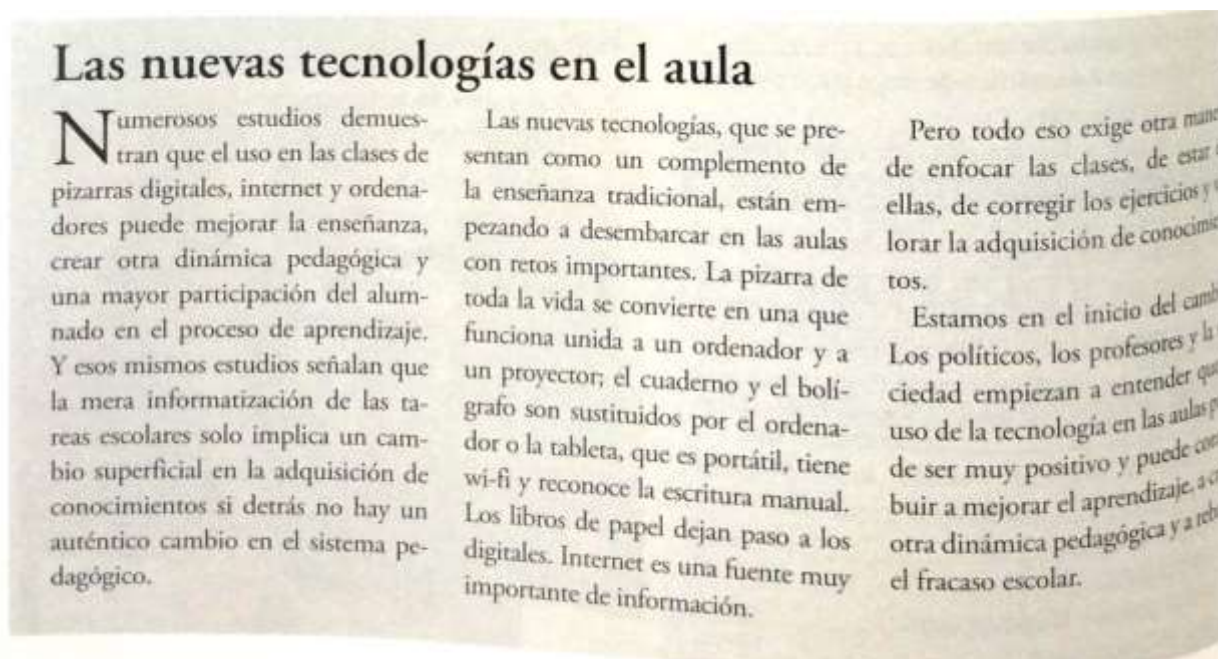 Las nuevas tecnologías en el aula
Numerosos estudios demues-
tran que el uso en las clases de
pizarras digitales, internet y ordena-
dores puede mejorar la enseñanza,
crear otra dinámica pedagógica y
una mayor participación del alum-
nado en el proceso de aprendizaje.
Y esos mismos estudios señalan que
la mera informatización de las ta-
reas escolares solo implica un cam-
bio superficial en la adquisición de
conocimientos si detrás no hay un
auténtico cambio en el sistema pe-
dagógico.
Las nuevas tecnologías, que se pre-
sentan como un complemento de
la enseñanza tradicional, están em-
pezando a desembarcar en las aulas
con retos importantes. La pizarra de
toda la vida se convierte en una que
funciona unida a un ordenador y a
un proyector; el cuaderno y el bolí-
grafo son sustituidos por el ordena-
dor o la tableta, que es portátil, tiene
wi-fi y reconoce la escritura manual.
Los libros de papel dejan paso a los
digitales. Internet es una fuente muy
importante de información.
Pero todo eso exige otra
de enfocar las clases, de estar
ellas, de corregir los ejercicios y
lorar la adquisición de
tos.
Estamos en el inicio del
Los políticos, los profesores y la
ciedad empiezan a entender
uso de la tecnología en las aulas
de ser muy positivo y puede
buir a mejorar el aprendizaje, a
otra dinámica pedagógica y a
el fracaso escolar.